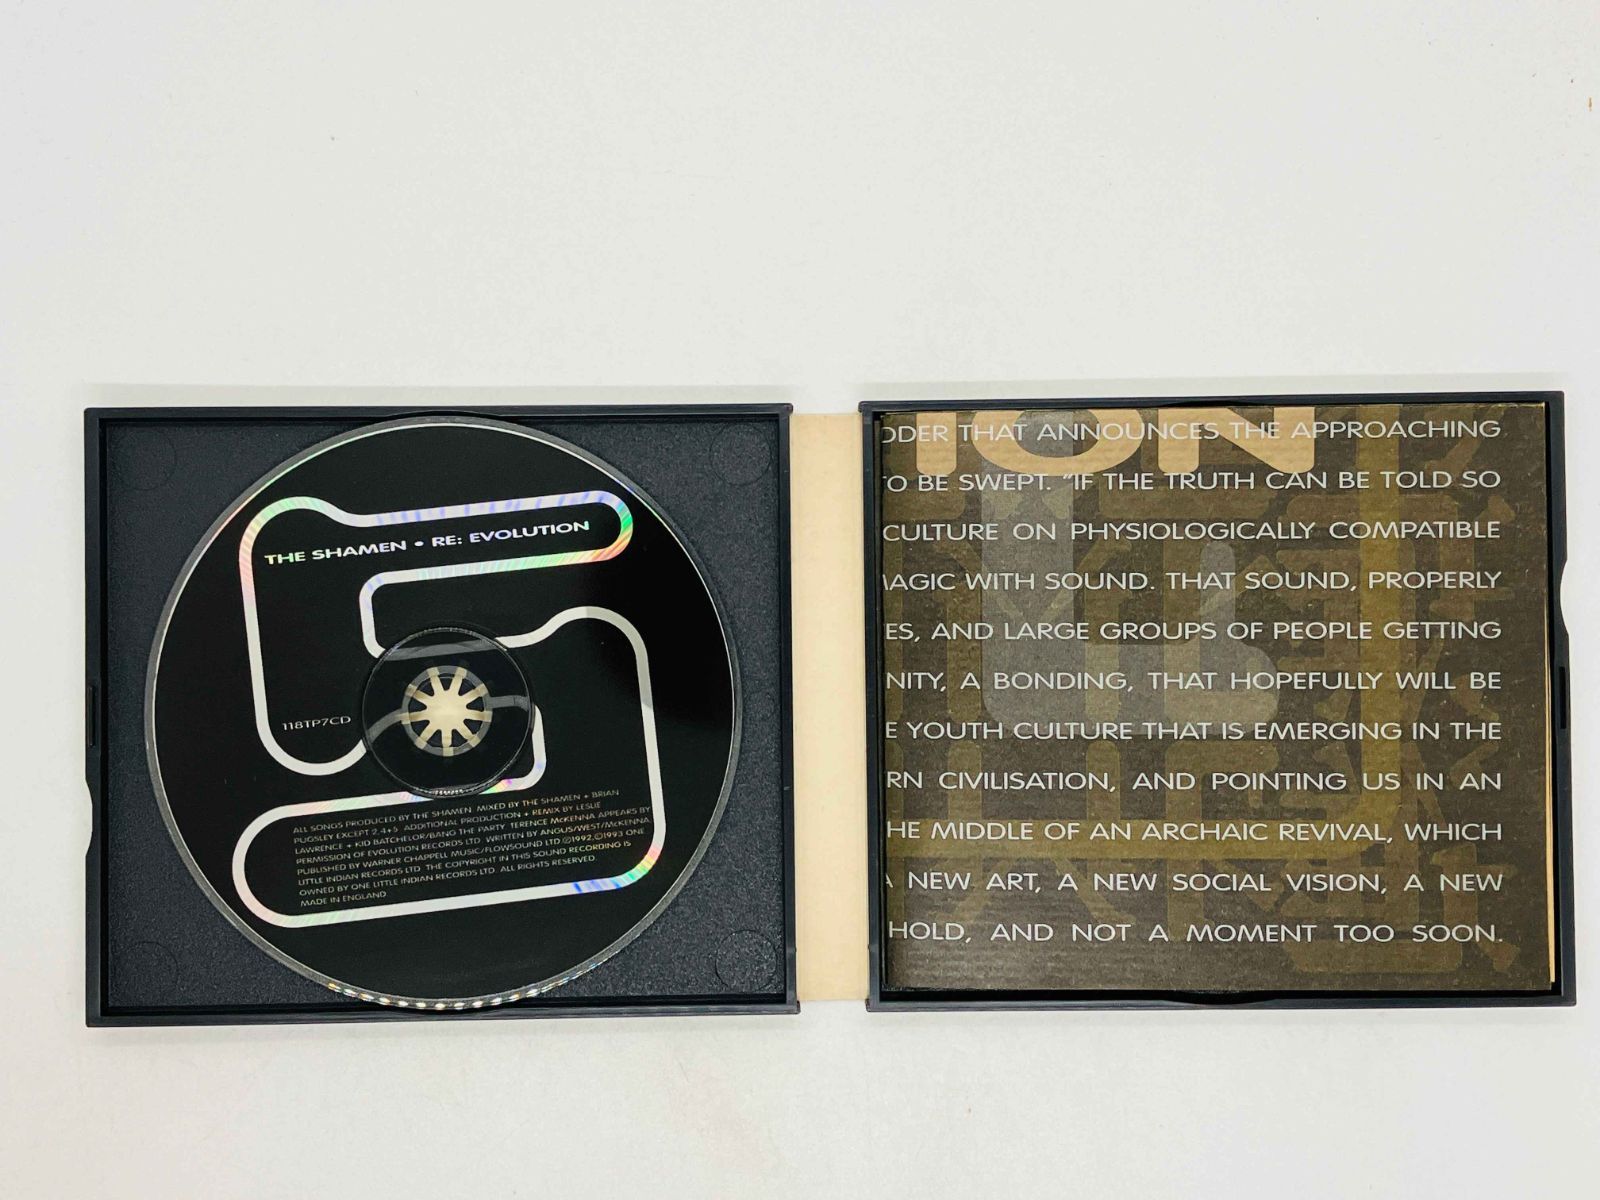 THE SHAMEN • RE: EVOLUTION
118TP7CD
ALL SONGS PRODUCED BY THE SHAMEN. MIXED BY THE SHAMEN + BRIAN
PUGSLEY EXCEPT 2,4+5 ADDITIONAL PRODUCTION + REMIX BY LESLIE
LAWRENCE + KID BATCHELOR/BANG THE PARTY TERENCE McKENNA APPEARS BY
PERMISSION OF EVOLUTION RECORDS LTD WRITTEN BY ANGUS/WEST/McKENNA
PUBLISHED BY WARNER CHAPPELL MUSIC/FLOWSOUND LTD ℗1992,©1993 ONE
LITTLE INDIAN RECORDS LTD THE COPYRIGHT IN THIS SOUND RECORDING IS
OWNED BY ONE LITTLE INDIAN RECORDS LTD. ALL RIGHTS RESERVED.
MADE IN ENGLAND
ION
DDER THAT ANNOUNCES THE APPROACHING
TO BE SWEPT. "IF THE TRUTH CAN BE TOLD SO
CULTURE ON PHYSIOLOGICALLY COMPATIBLE
AGIC WITH SOUND. THAT SOUND, PROPERLY
ES, AND LARGE GROUPS OF PEOPLE GETTING
NITY, A BONDING, THAT HOPEFULLY WILL BE
E YOUTH CULTURE THAT IS EMERGING IN THE
RN CIVILISATION, AND POINTING US IN AN
HE MIDDLE OF AN ARCHAIC REVIVAL, WHICH
A NEW ART, A NEW SOCIAL VISION, A NEW
HOLD, AND NOT A MOMENT TOO SOON.